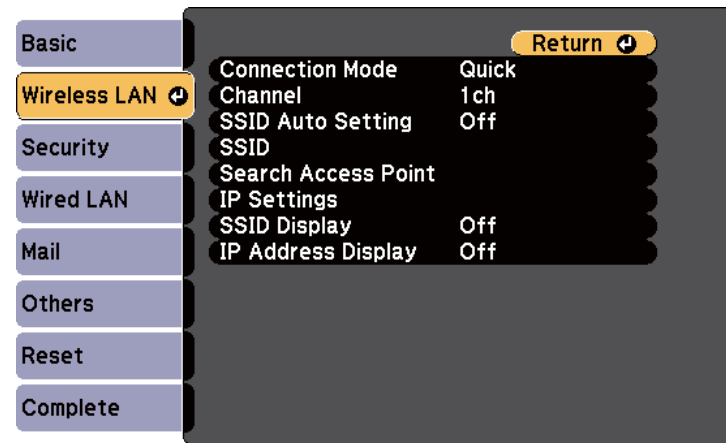 Basic
Wireless LAN
Security
Wired LAN
Mail
Others
Reset
Complete
Return
Connection Mode Quick
Channel 1ch
SSID Auto Setting Off
SSID
Search Access Point
IP Settings
SSID Display Off
IP Address Display Off